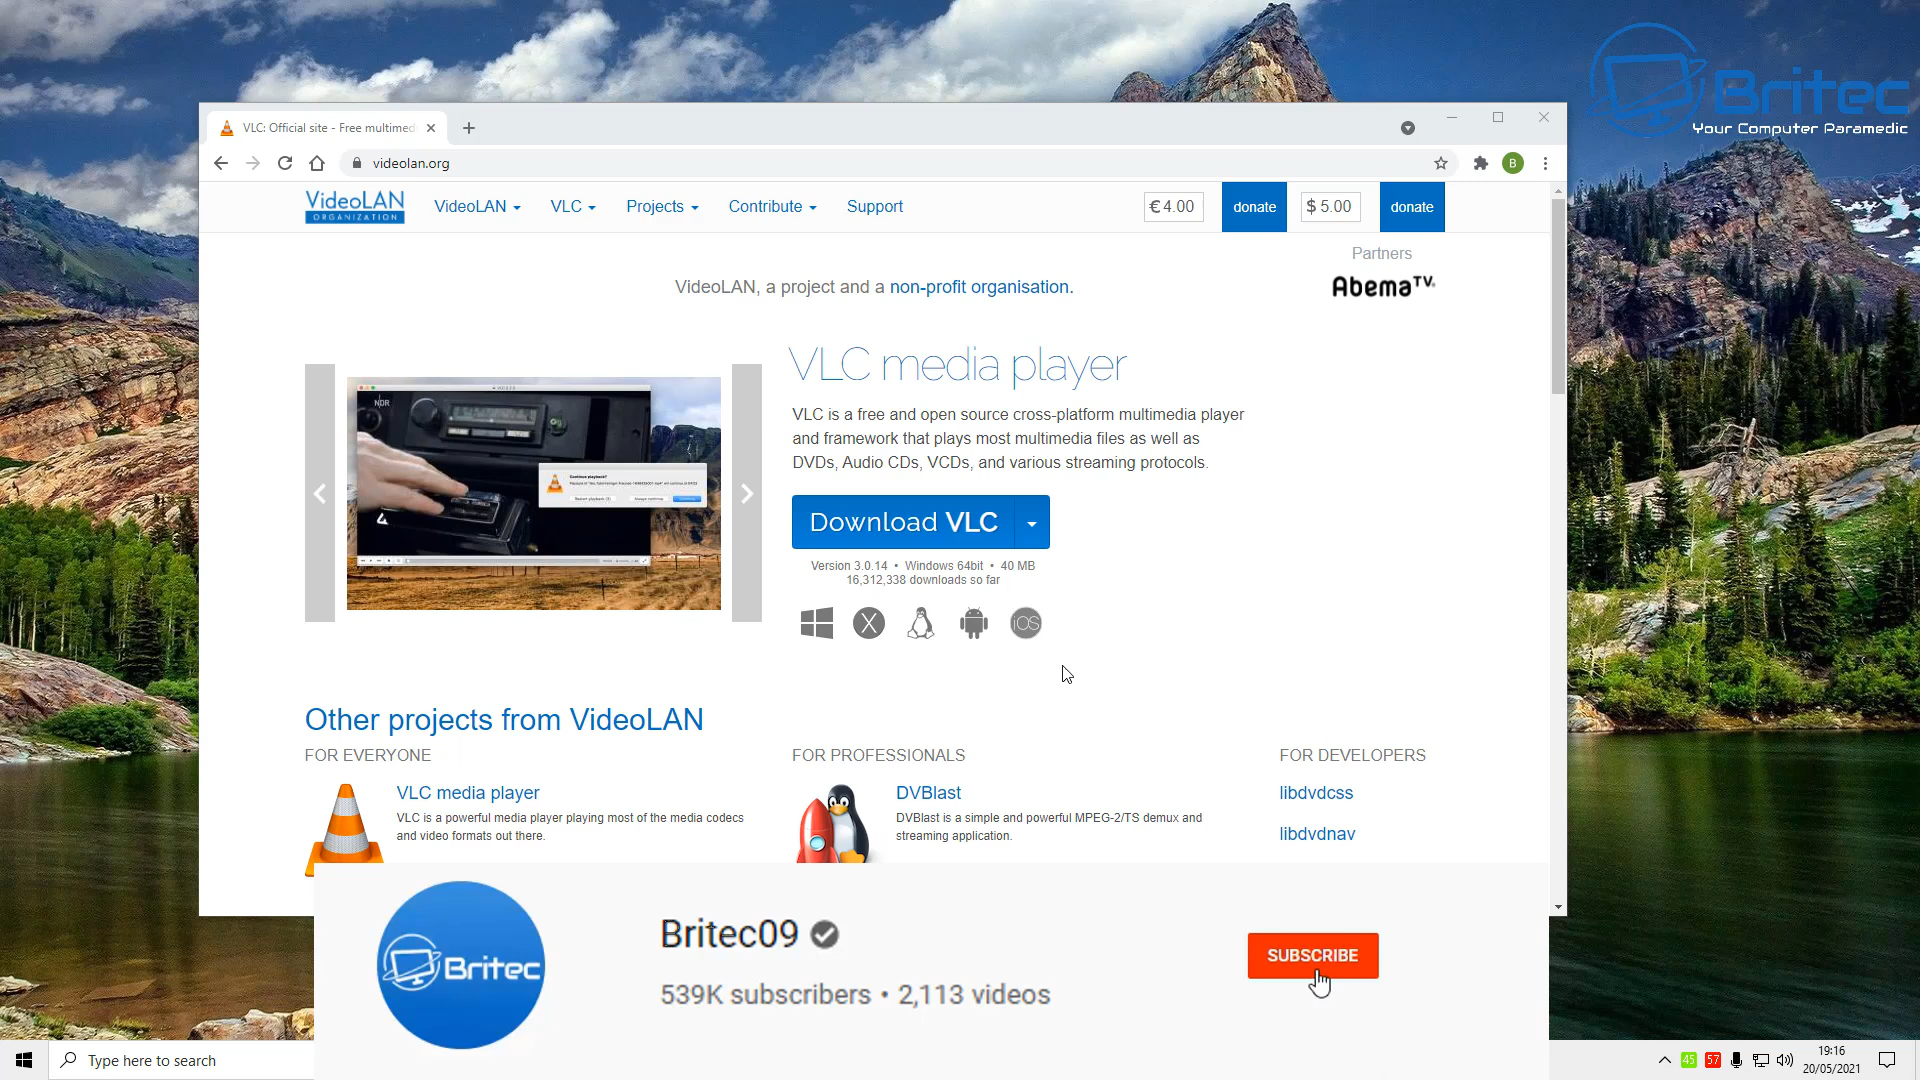 Britec
Your Computer Paramedic
VLC: Official site - Free multimed
videolan.org
B
VideoLAN
ORGANIZATION
VideoLAN VLC Projects Contribute Support
€ 4.00 donate $ 5.00 donate
Partners
AbemaTV
VideoLAN, a project and a non-profit organisation.
NDR
Continue playback?
VLC media player
VLC is a free and open source cross-platform multimedia player
and framework that plays most multimedia files as well as
DVDs, Audio CDs, VCDs, and various streaming protocols.
Download VLC
Version 3.0.14 • Windows 64bit • 40 MB
16,312,338 downloads so far
X iOS
Other projects from VideoLAN
FOR EVERYONE
VLC media player
VLC is a powerful media player playing most of the media codecs
and video formats out there.
FOR PROFESSIONALS
DVBlast
DVBlast is a simple and powerful MPEG-2/TS demux and
streaming application.
FOR DEVELOPERS
libdvdcss
libdvdnav
Britec
Britec09
539K subscribers • 2,113 videos
SUBSCRIBE
Type here to search
45 57
19:16
20/05/2021